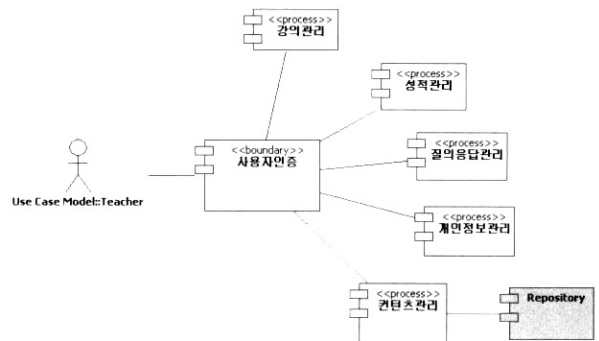 <<process>>
강의관리
<<process>>
성적관리
<<boundary>>
사용자인증
<<process>>
질의응답관리
Use Case Model::Teacher
<<process>>
개인정보관리
<<process>>
컨턴츠관리
Repository